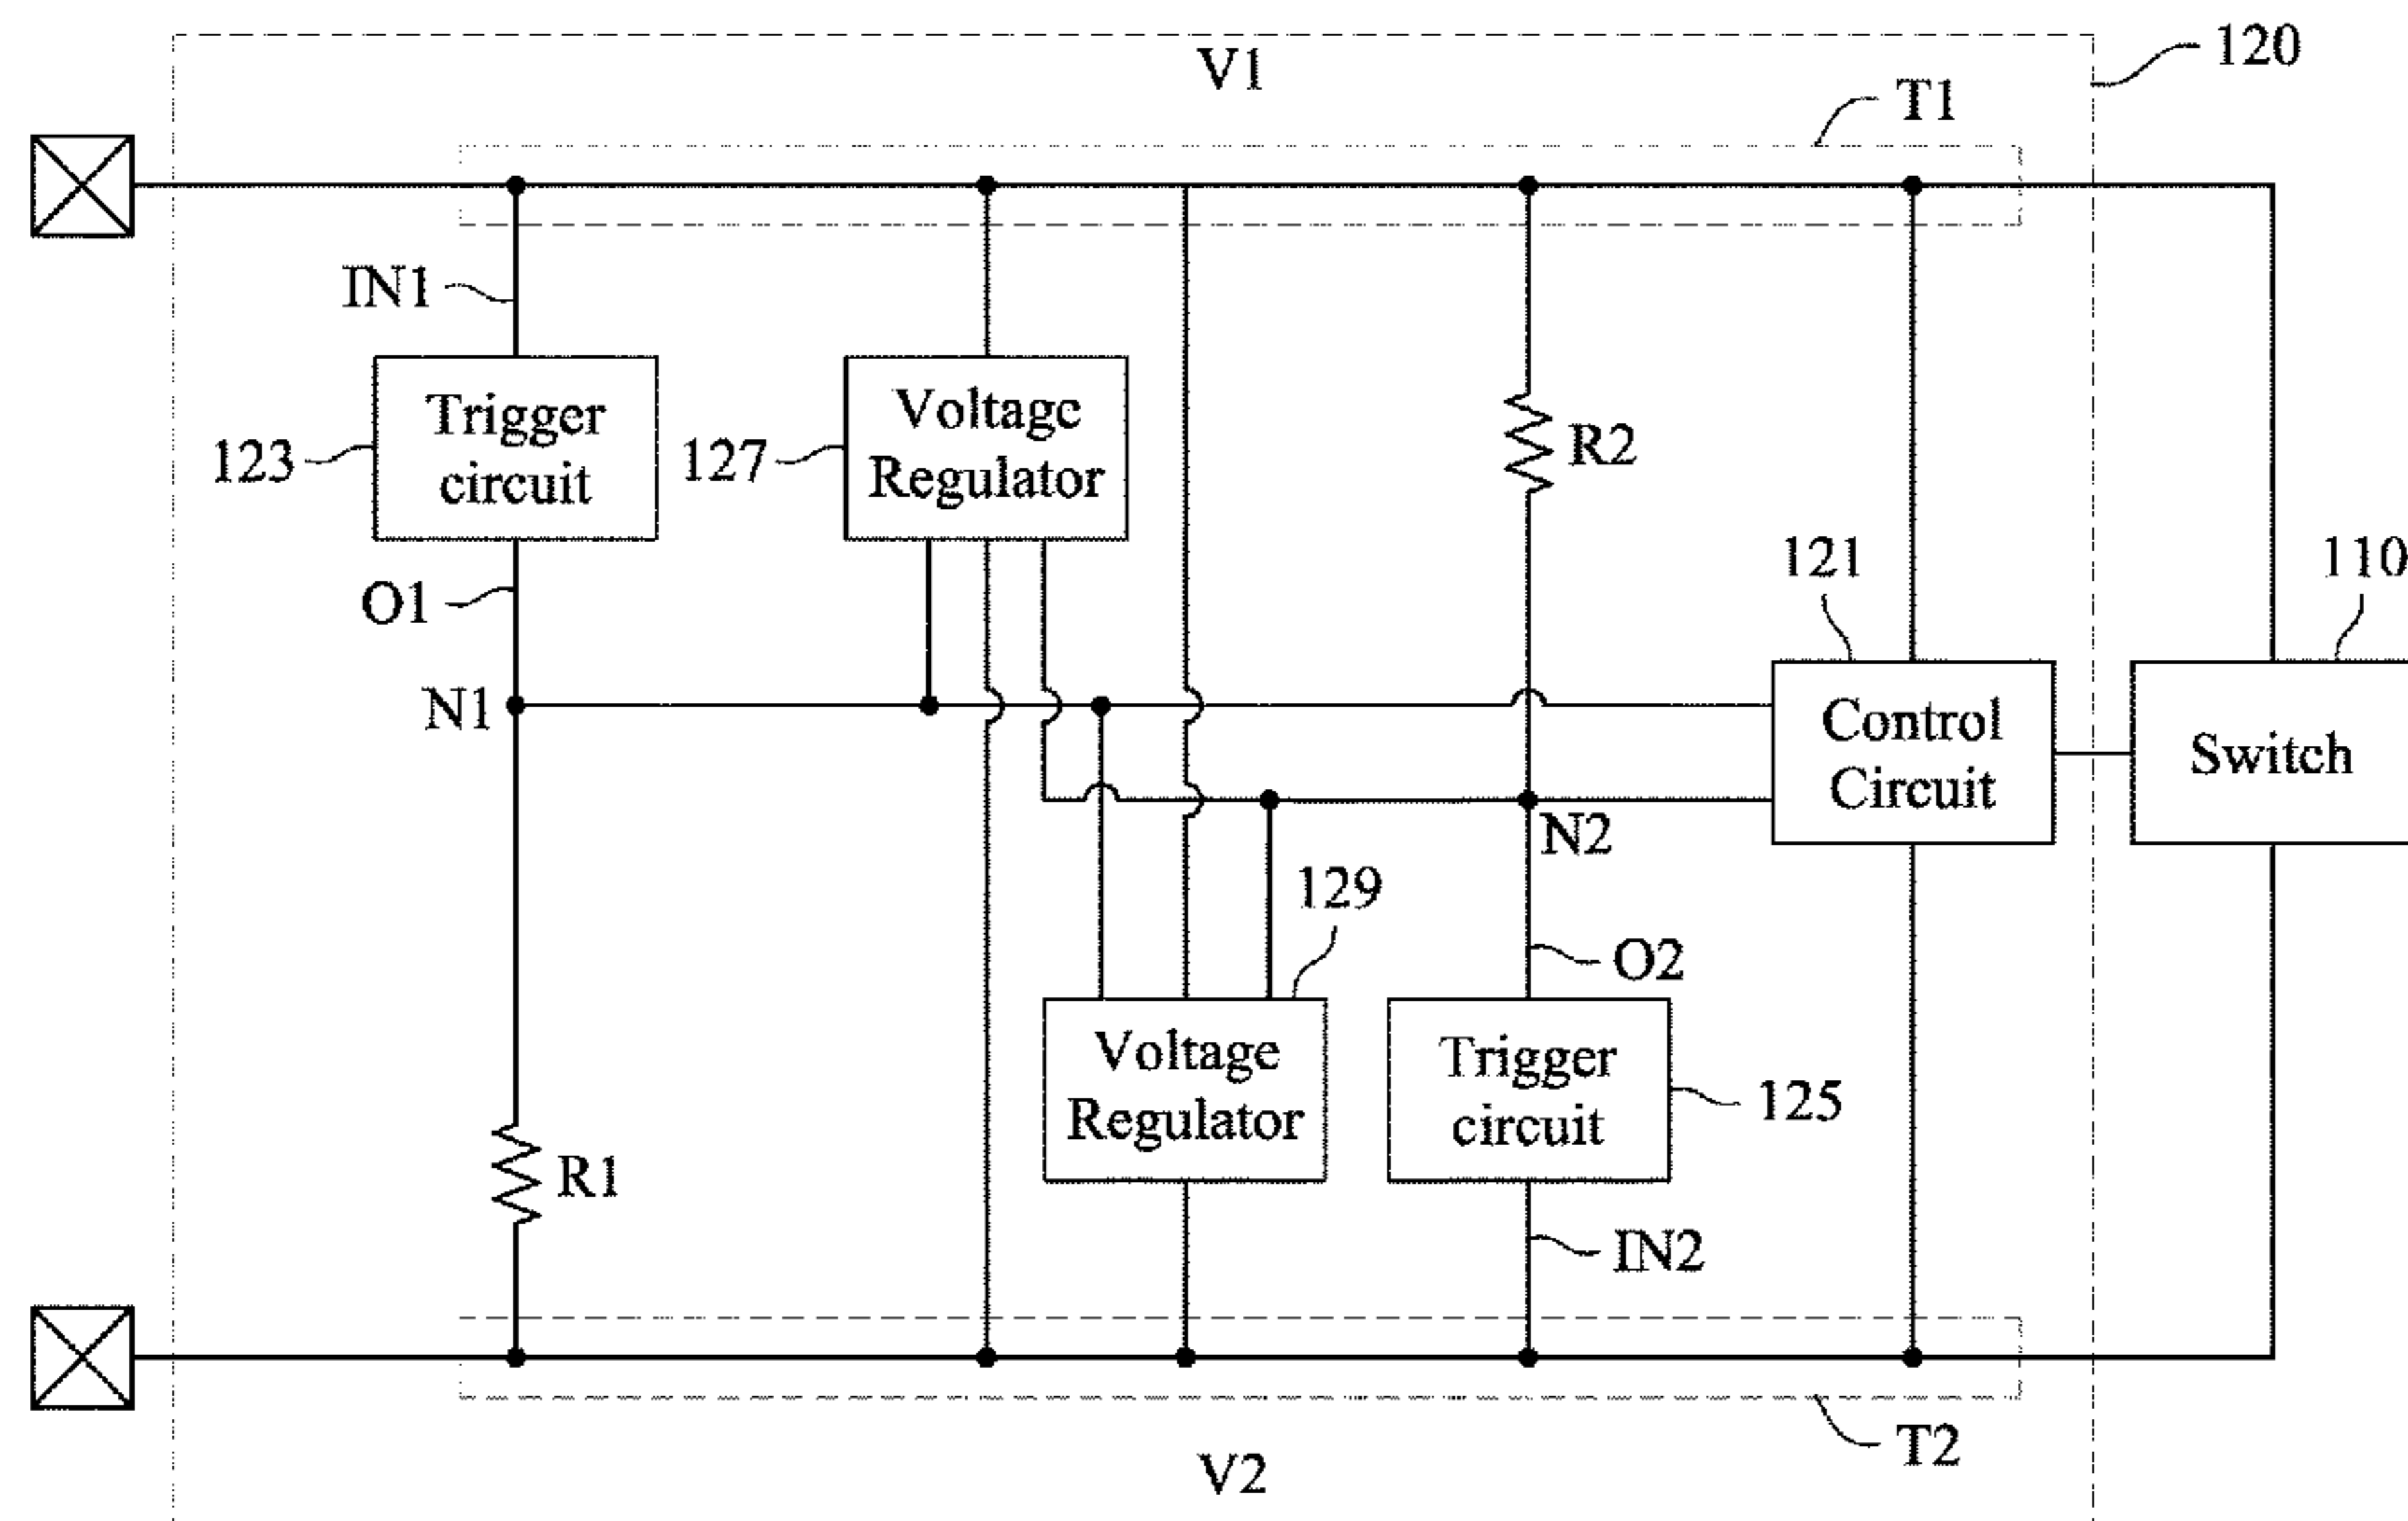 V1
120
T1
IN1
Trigger
circuit
123
Voltage
Regulator
127
R2
O1
121
110
N1
Control
Circuit
Switch
N2
129
O2
Voltage
Regulator
Trigger
circuit
125
R1
IN2
T2
V2